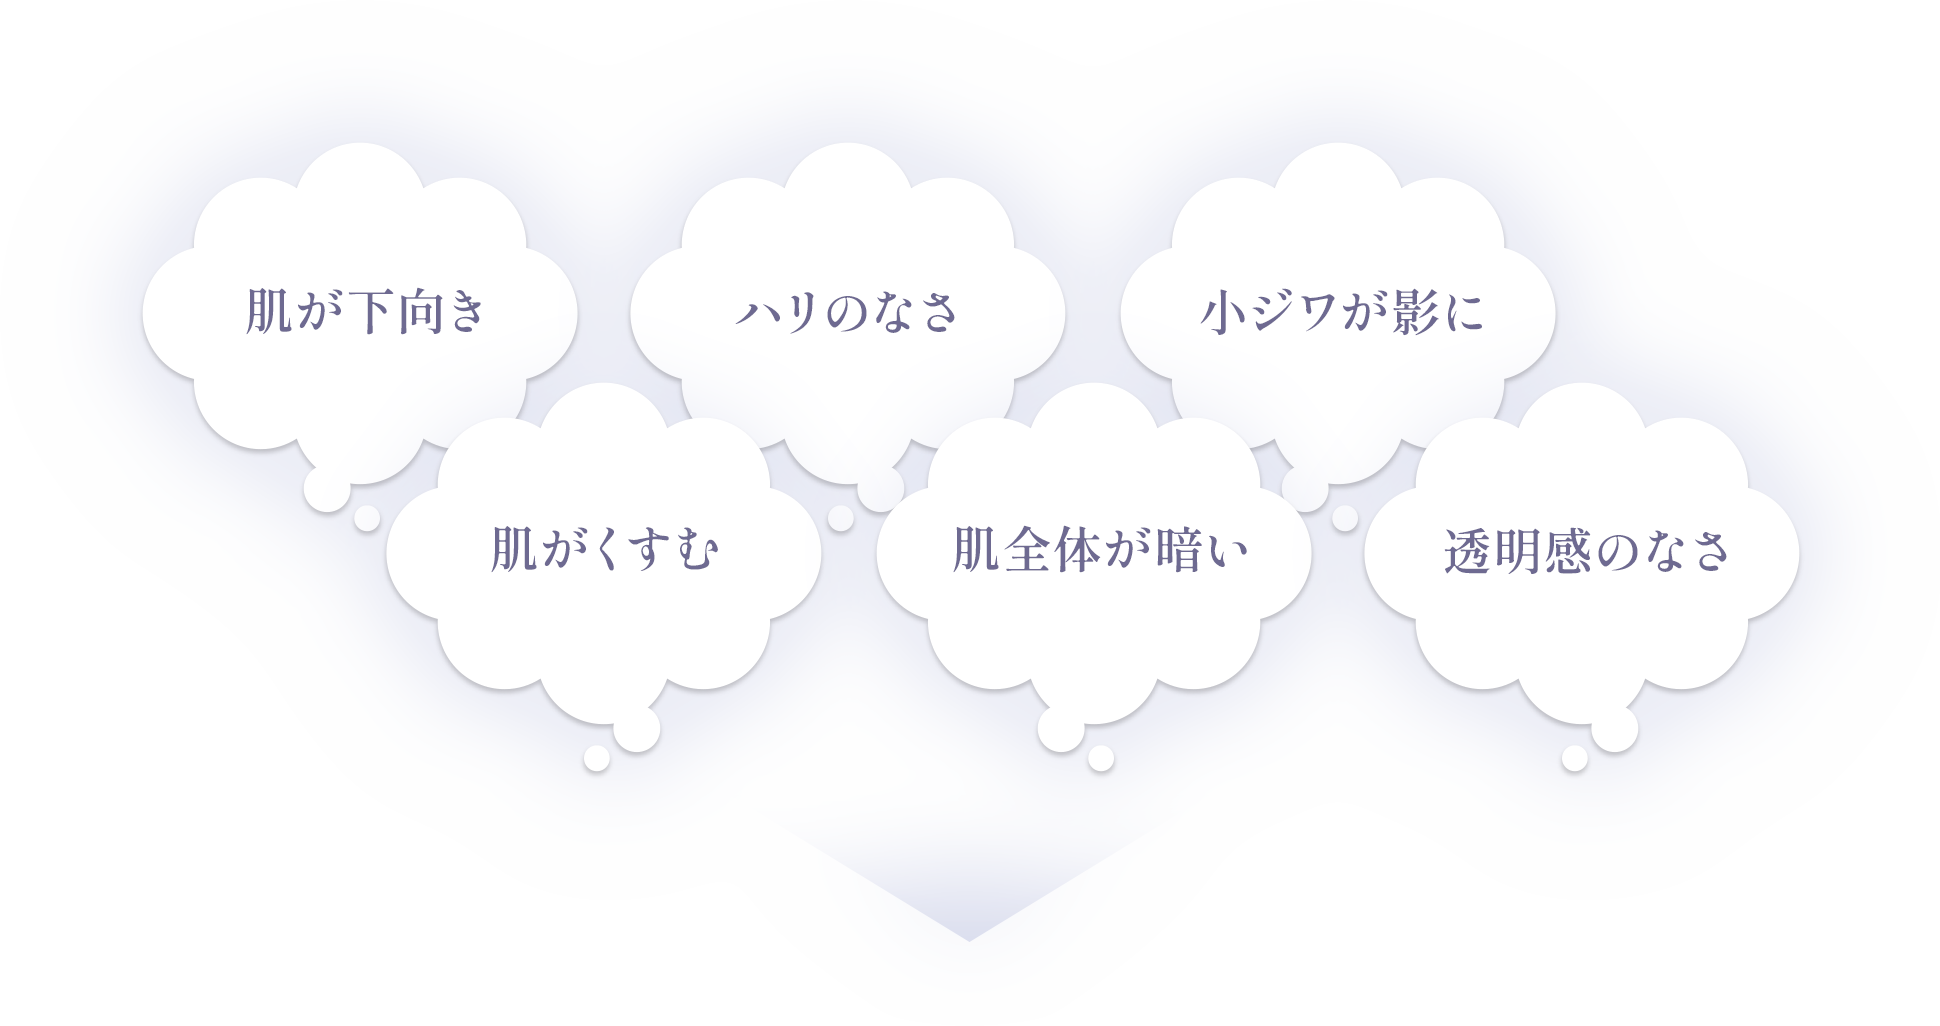 肌が下向き
ハリのなさ
小ジワが影に
肌がくすむ
肌全体が暗い
透明感のなさ